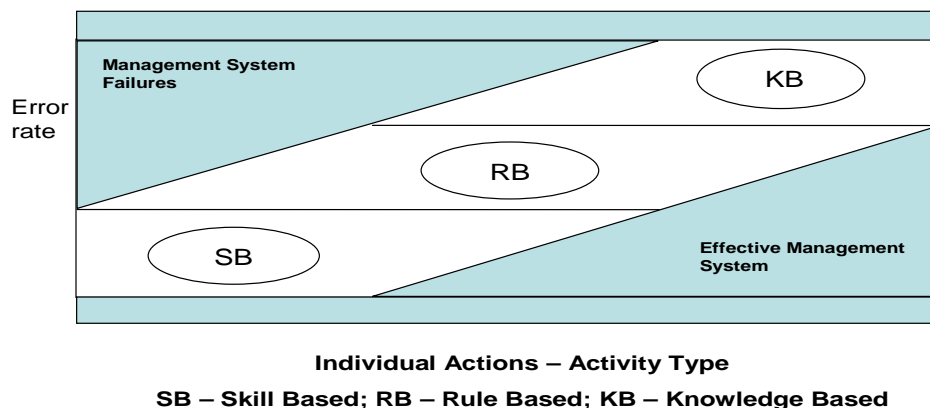 Management System
Failures
KB
Error
rate
RB
SB
Effective Management
System
Individual Actions – Activity Type
SB – Skill Based; RB – Rule Based; KB – Knowledge Based